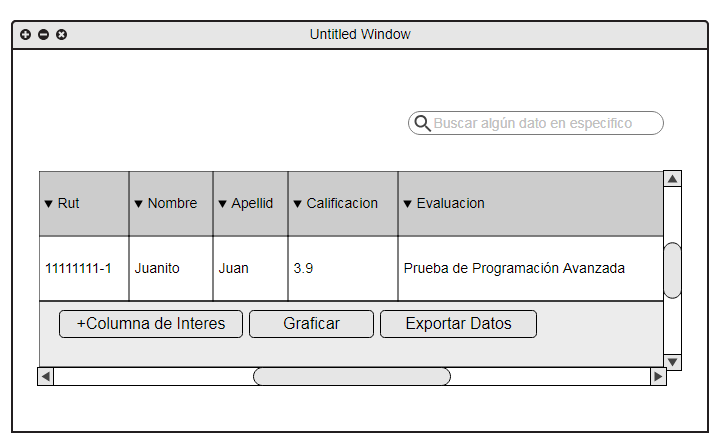 Untitled Window
Buscar algún dato en especifico
▼ Rut ▼ Nombre ▼ Apellid ▼ Calificacion ▼ Evaluacion
11111111-1 Juanito Juan 3.9 Prueba de Programación Avanzada
+Columna de Interes Graficar Exportar Datos